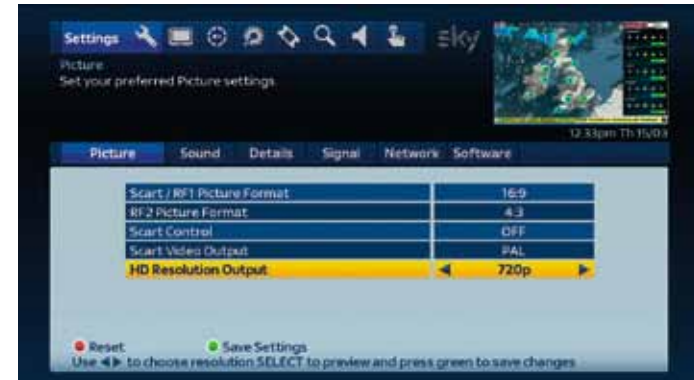 Settings
sky
Picture
Set your preferred Picture settings
12.33pm Th 15/03
Picture Sound Details Signal Network Software
Scart / RF1 Picture Format 16:9
RF2 Picture Format 4:3
Scart Control OFF
Scart Video Output PAL
HD Resolution Output 720p
Reset Save Settings
Use ◀▶ to choose resolution SELECT to preview and press green to save changes